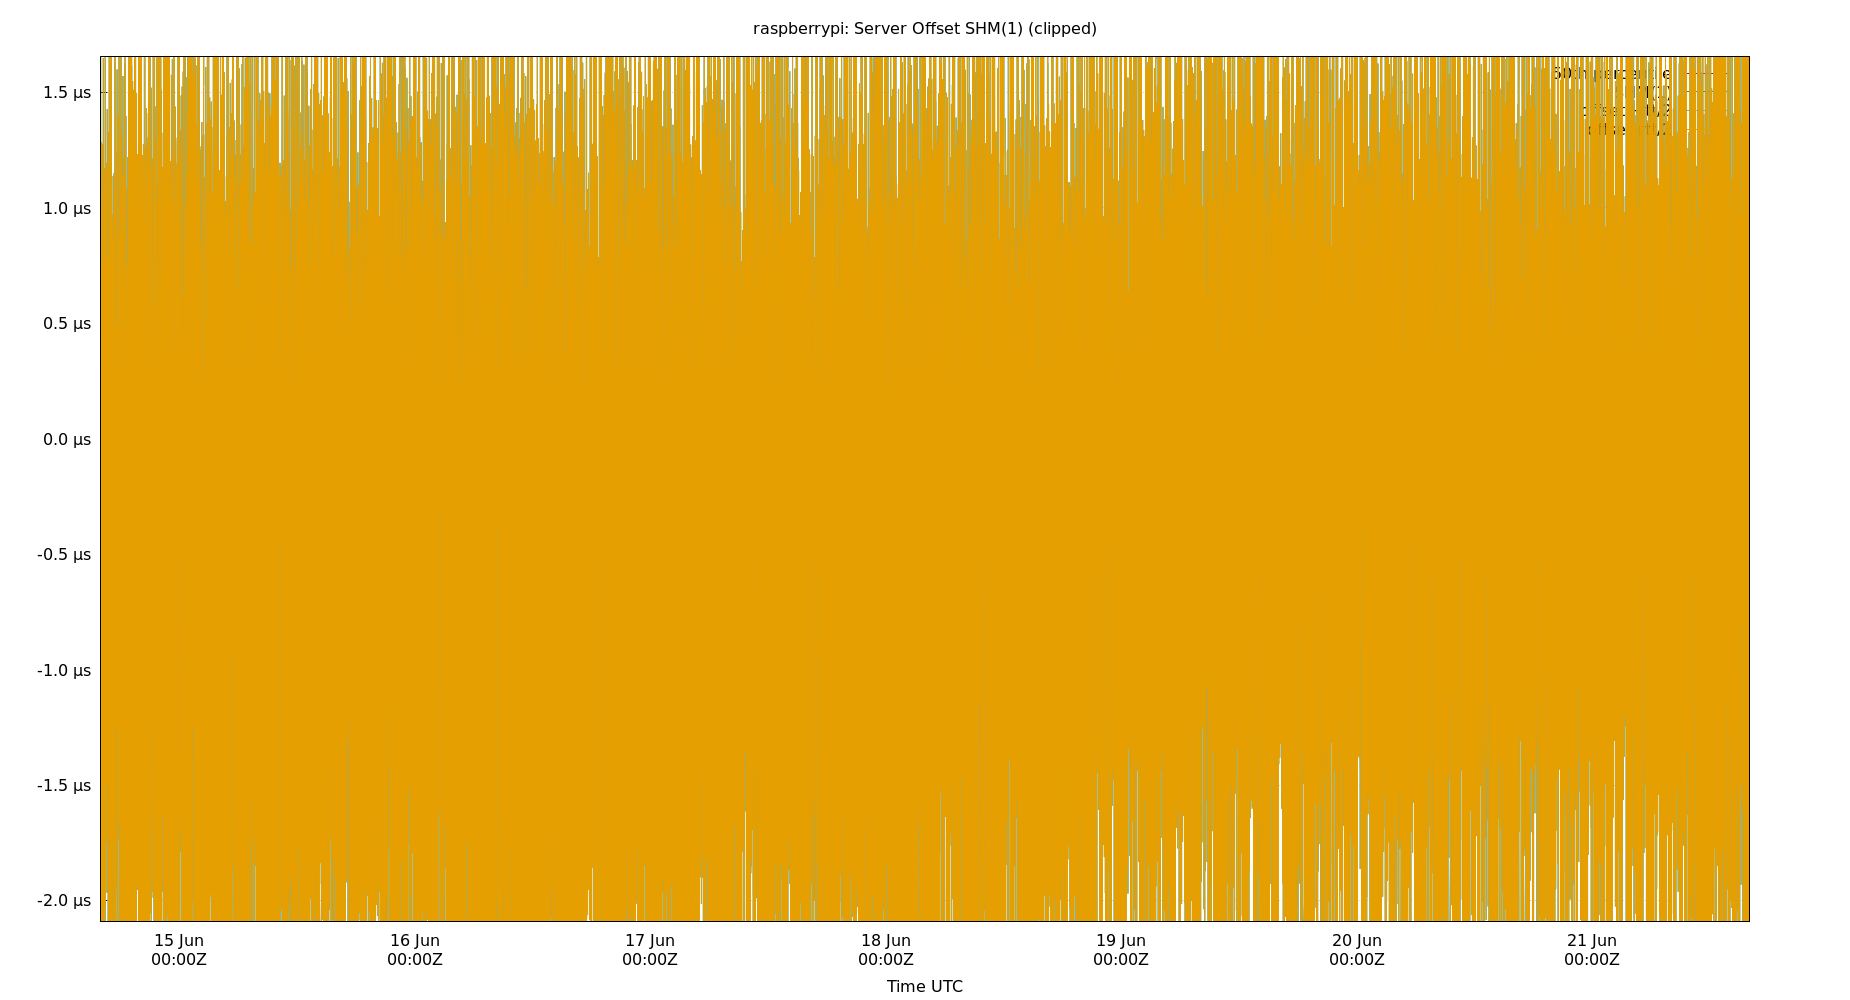 raspberrypi: Server Offset SHM(1) (clipped)
1.5 µs
1.0 µs
0.5 µs
0.0 µs
-0.5 µs
-1.0 µs
-1.5 µs
-2.0 µs
15 Jun 16 Jun 17 Jun 18 Jun 19 Jun 20 Jun 21 Jun
00:00Z 00:00Z 00:00Z 00:00Z 00:00Z 00:00Z 00:00Z
Time UTC